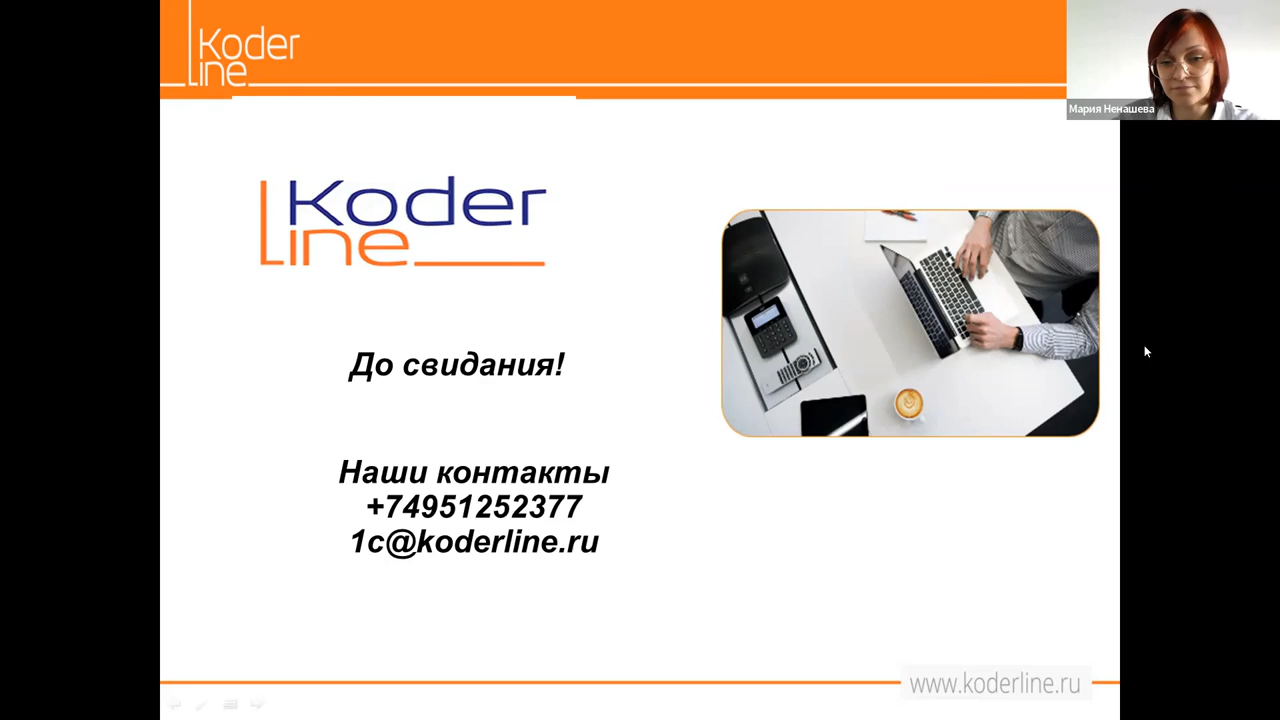 Koder
Line
Мария Ненашева
Koder
Line
До свидания!
Наши контакты
+74951252377
1c@koderline.ru
www.koderline.ru